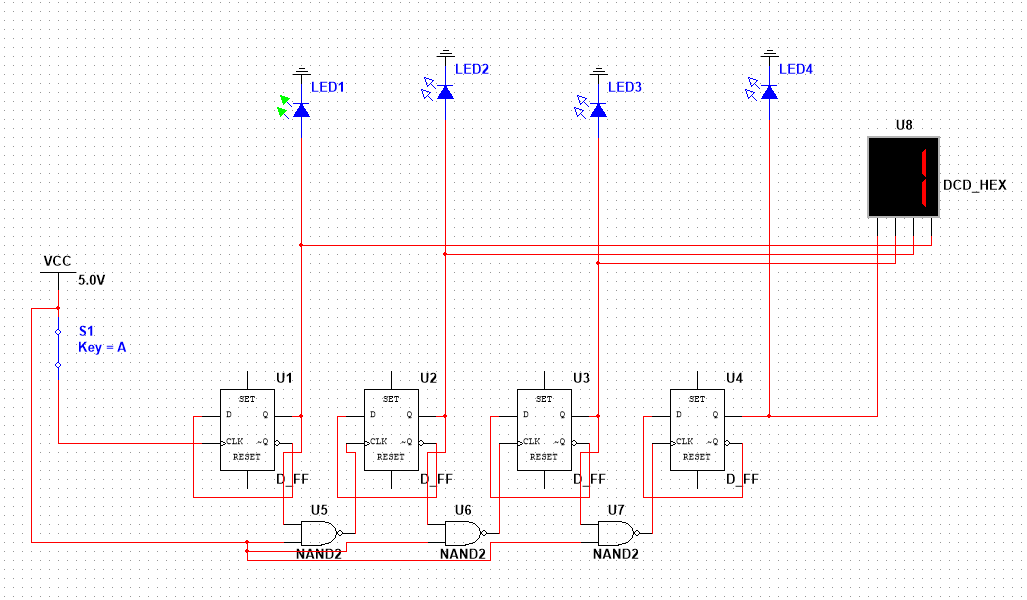 LED1
LED2
LED3
LED4
U8
DCD_HEX
VCC
5.0V
S1
Key = A
U1
SET
D Q
CLK ~Q
RESET
D_FF
U2
SET
D Q
CLK ~Q
RESET
D_FF
U3
SET
D Q
CLK ~Q
RESET
D_FF
U4
SET
D Q
CLK ~Q
RESET
D_FF
U5
NAND2
U6
NAND2
U7
NAND2